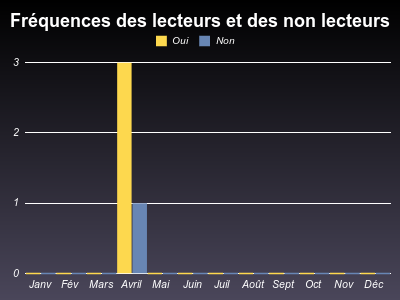 Fréquences des lecteurs et des non lecteurs
Oui Non
3
2
1
0
Janv Fév Mars Avril Mai Juin Juil Août Sept Oct Nov Déc